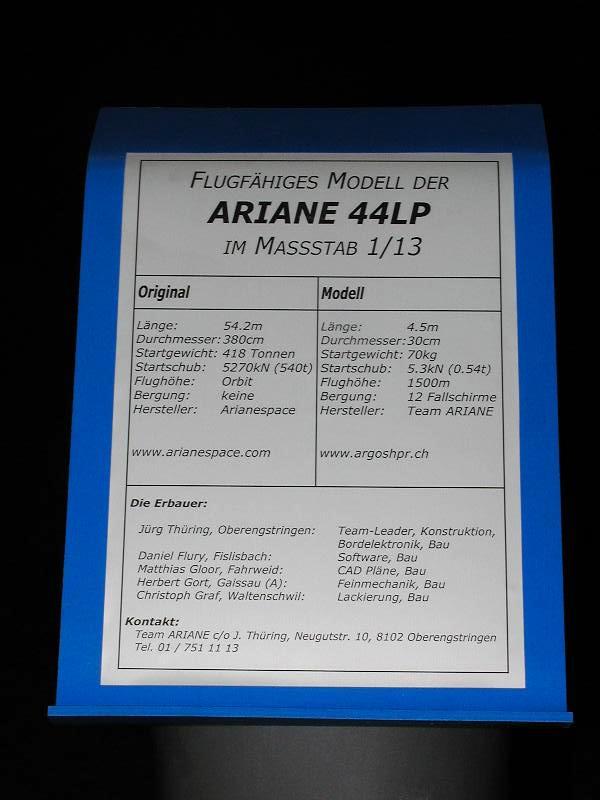 FLUGFÄHIGES MODELL DER
ARIANE 44LP
IM MASSSTAB 1/13
Original
Länge: 54.2m
Durchmesser: 380cm
Startgewicht: 418 Tonnen
Startschub: 5270kN (540t)
Flughöhe: Orbit
Bergung: keine
Hersteller: Arianespace
www.arianespace.com
Modell
Länge: 4.5m
Durchmesser: 30cm
Startgewicht: 70kg
Startschub: 5.3kN (0.54t)
Flughöhe: 1500m
Bergung: 12 Fallschirme
Hersteller: Team ARIANE
www.argoshpr.ch
Die Erbauer:
Jürg Thüring, Oberengstringen: Team-Leader, Konstruktion,
Bordelektronik, Bau
Daniel Flury, Fislisbach: Software, Bau
Matthias Gloor, Fahrweid: CAD Pläne, Bau
Herbert Gort, Gaissau (A): Feinmechanik, Bau
Christoph Graf, Waltenschwil: Lackierung, Bau
Kontakt:
Team ARIANE c/o J. Thüring, Neugutstr. 10, 8102 Oberengstringen
Tel. 01 / 751 11 13